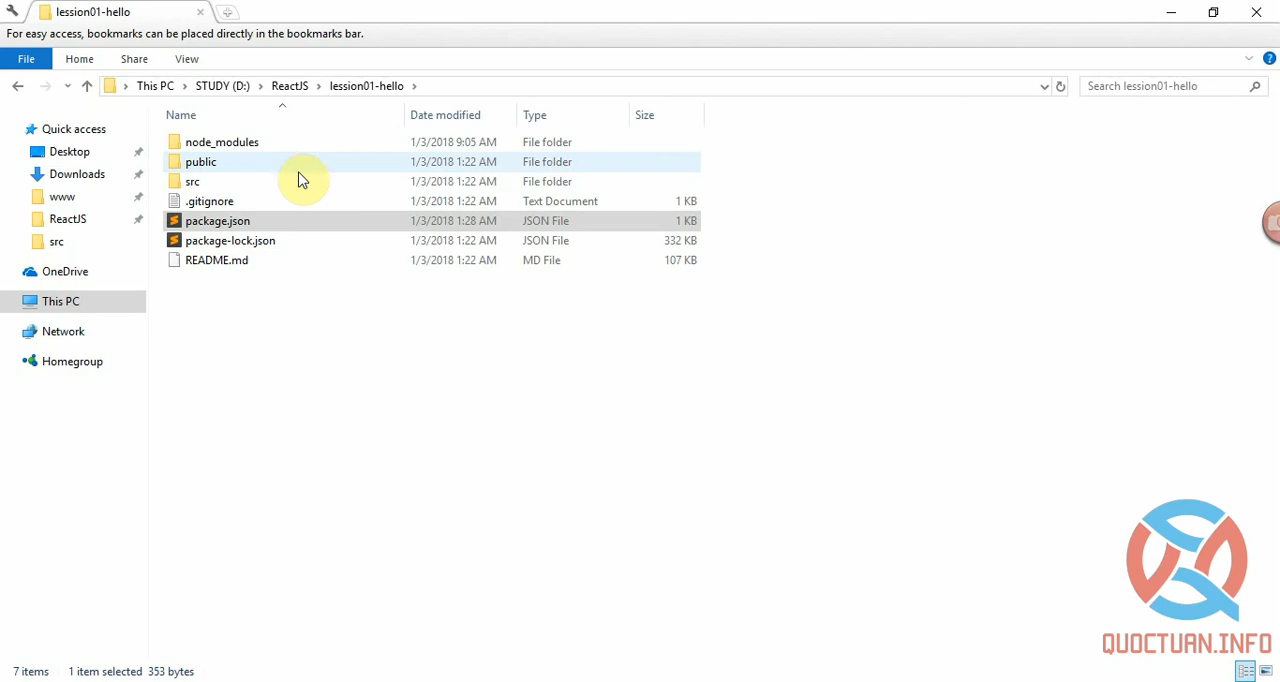 lession01-hello
For easy access, bookmarks can be placed directly in the bookmarks bar.
File Home Share View
This PC STUDY (D:) ReactJS lession01-hello
Search lession01-hello
Name Date modified Type Size
Quick access
Desktop
Downloads
www
ReactJS
src
OneDrive
This PC
Network
Homegroup
node_modules 1/3/2018 9:05 AM File folder
public 1/3/2018 1:22 AM File folder
src 1/3/2018 1:22 AM File folder
.gitignore 1/3/2018 1:22 AM Text Document 1 KB
package.json 1/3/2018 1:28 AM JSON File 1 KB
package-lock.json 1/3/2018 1:22 AM JSON File 332 KB
README.md 1/3/2018 1:22 AM MD File 107 KB
QUOCTUAN.INFO
7 items 1 item selected 353 bytes